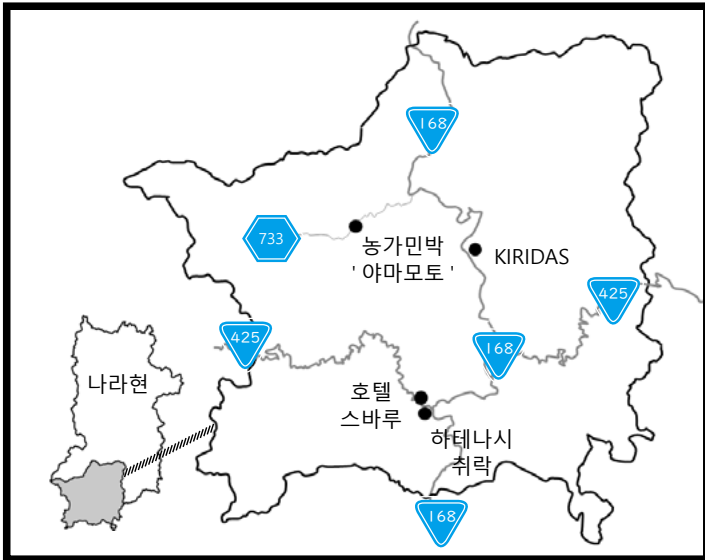 168
733
농가민박
' 야마모토 '
KIRIDAS
425
425
168
나라현
호텔
스바루
하테나시
취락
168